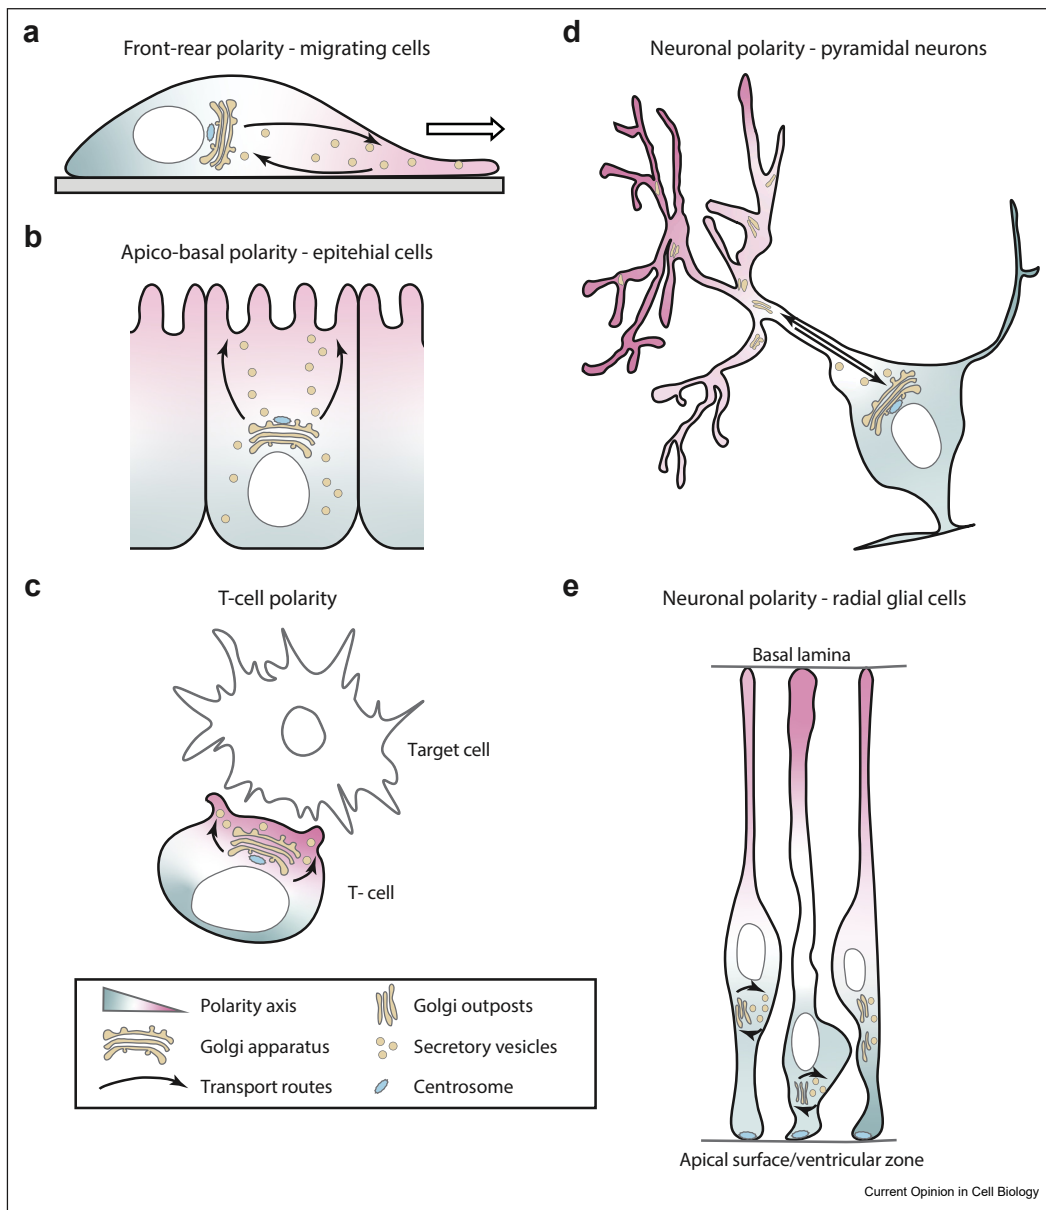 a
Front-rear polarity - migrating cells
b
Apico-basal polarity - epitehial cells
c
T-cell polarity
Target cell
T- cell
d
Neuronal polarity - pyramidal neurons
e
Neuronal polarity - radial glial cells
Basal lamina
Apical surface/ventricular zone
Polarity axis
Golgi outposts
Golgi apparatus
Secretory vesicles
Transport routes
Centrosome
Current Opinion in Cell Biology